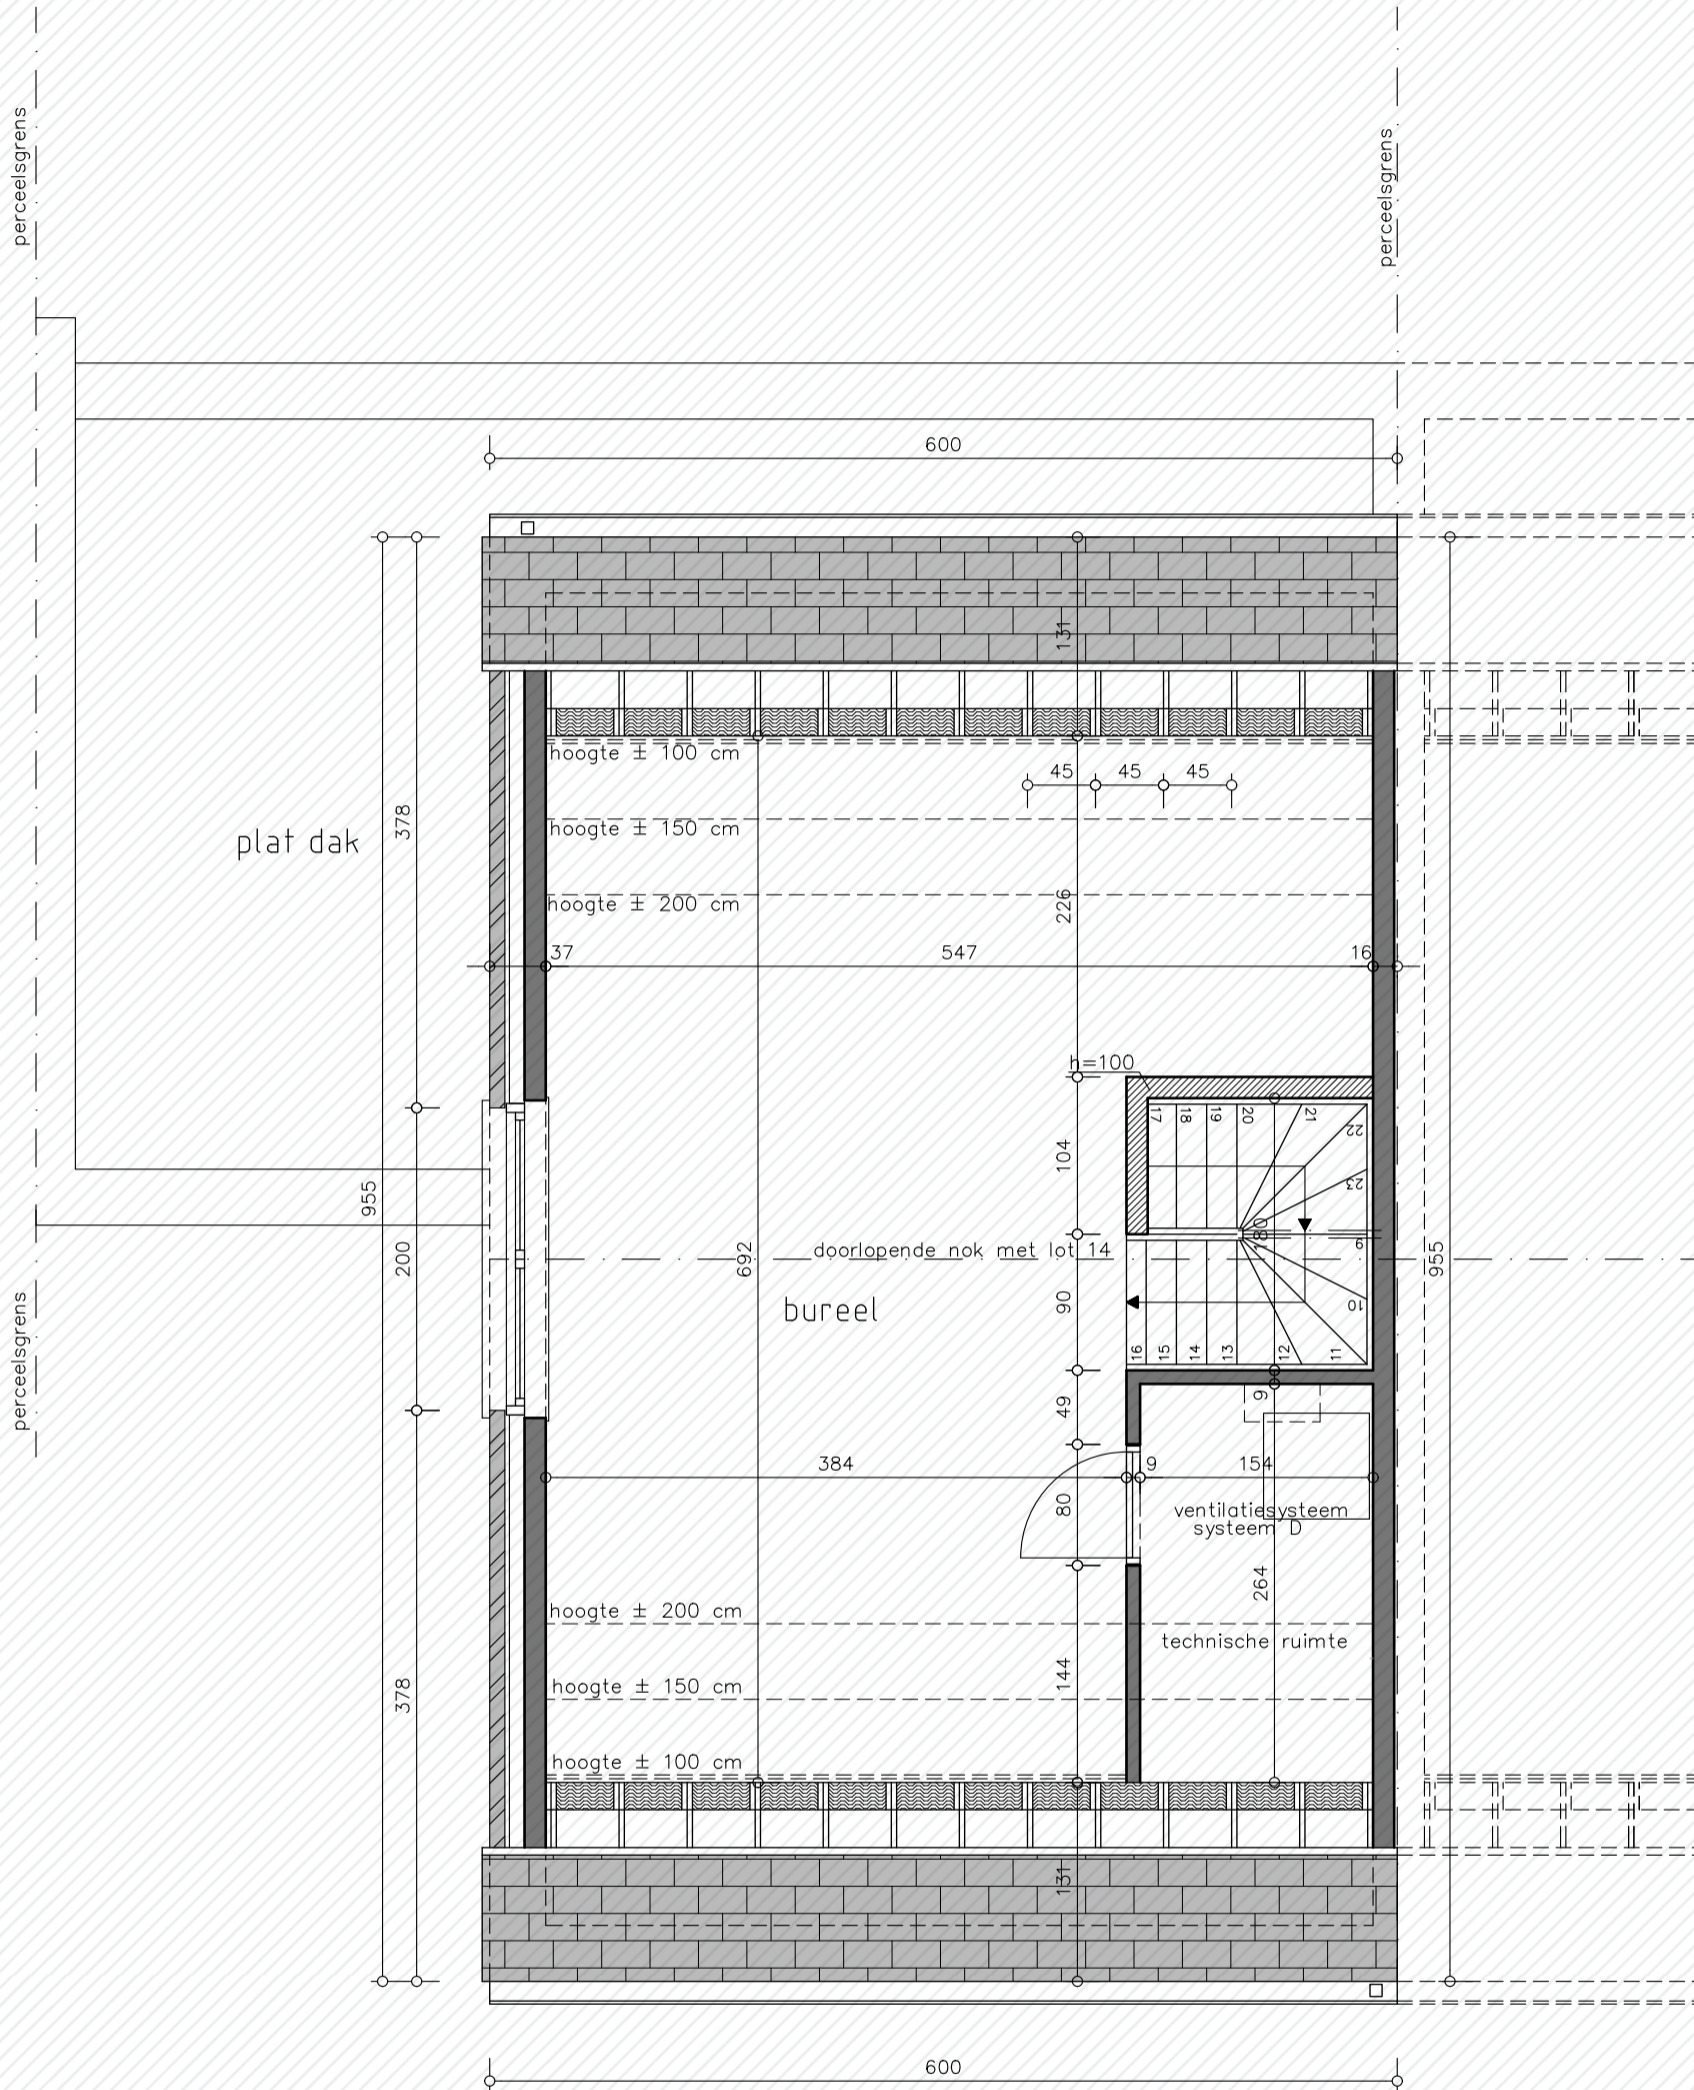 perceelsgrens
perceelsgrens
600
131
hoogte ± 100 cm
45
45
45
378
plat dak
hoogte ± 150 cm
226
hoogte ± 200 cm
37
547
16
h=100
17
18
19
20
21
22
104
23
955
180
9
692
doorlopende nok met lot 14
200
955
90
bureel
10
perceelsgrens
16
15
14
13
12
11
49
9
384
9
154
80
ventilatiesysteem
systeem D
264
hoogte ± 200 cm
technische ruimte
144
hoogte ± 150 cm
378
hoogte ± 100 cm
131
600